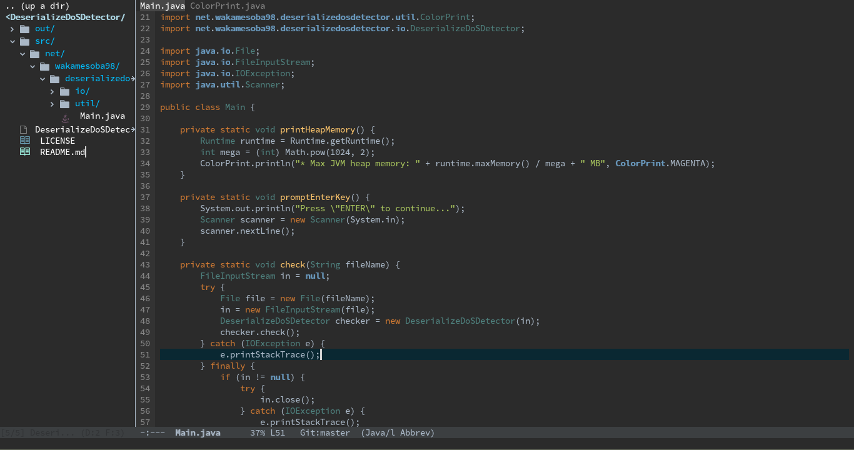 .. (up a dir)
<DeserializeDoSDetector/
out/
src/
net/
wakamesoba98/
deserializedo
io/
util/
Main.java
DeserializeDoSDetec
LICENSE
README.md
Main.java ColorPrint.java
21 import net.wakamesoba98.deserializedosdetector.util.ColorPrint;
22 import net.wakamesoba98.deserializedosdetector.io.DeserializeDoSDetector;
23
24 import java.io.File;
25 import java.io.FileInputStream;
26 import java.io.IOException;
27 import java.util.Scanner;
28
29 public class Main {
30
31 private static void printHeapMemory() {
32 Runtime runtime = Runtime.getRuntime();
33 int mega = (int) Math.pow(1024, 2);
34 ColorPrint.println("* Max JVM heap memory: " + runtime.maxMemory() / mega + " MB", ColorPrint.MAGENTA);
35 }
36
37 private static void promptEnterKey() {
38 System.out.println("Press \"ENTER\" to continue...");
39 Scanner scanner = new Scanner(System.in);
40 scanner.nextLine();
41 }
42
43 private static void check(String fileName) {
44 FileInputStream in = null;
45 try {
46 File file = new File(fileName);
47 in = new FileInputStream(file);
48 DeserializeDoSDetector checker = new DeserializeDoSDetector(in);
49 checker.check();
50 } catch (IOException e) {
51 e.printStackTrace();
52 } finally {
53 if (in != null) {
54 try {
55 in.close();
56 } catch (IOException e) {
57 e.printStackTrace();
-:--- Main.java 37% L51 Git:master (Java/l Abbrev)